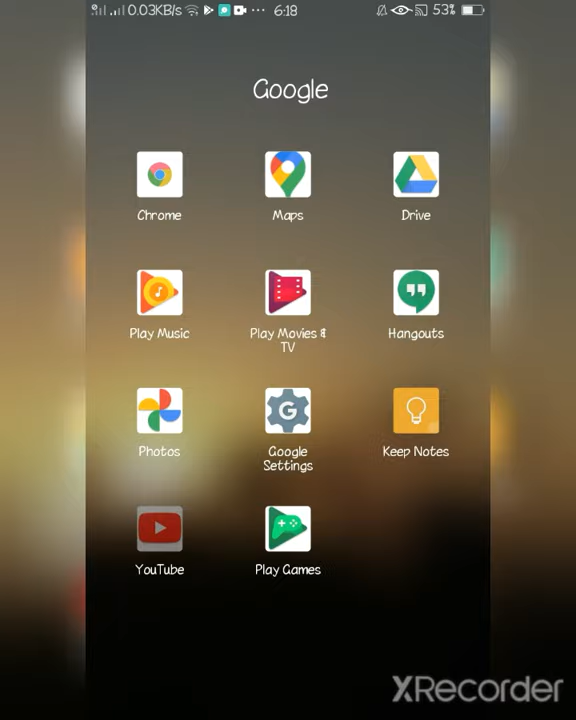 0.03KB/s 6:18 53%
Google
Chrome Maps Drive
Play Music Play Movies & TV Hangouts
Photos Google Settings Keep Notes
YouTube Play Games
XRecorder